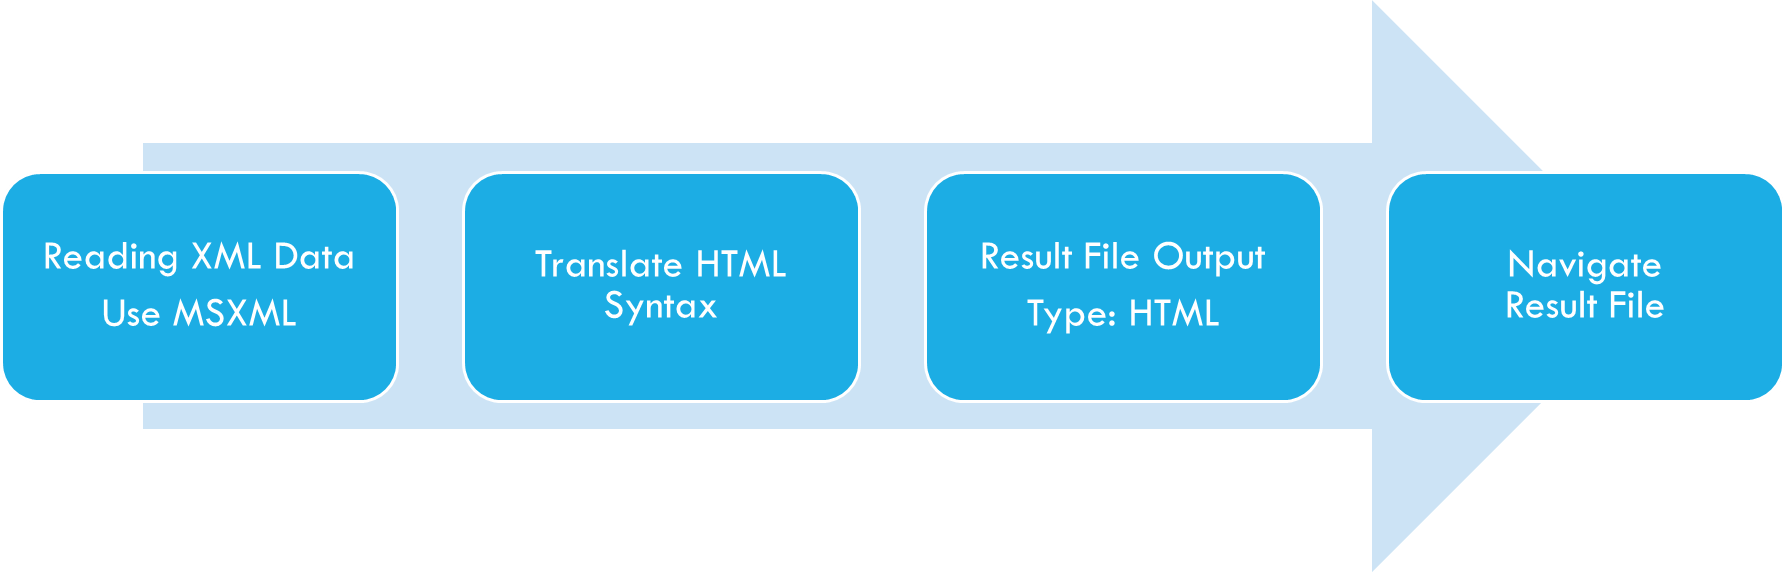 Reading XML Data
Use MSXML
Translate HTML
Syntax
Result File Output
Type: HTML
Navigate
Result File